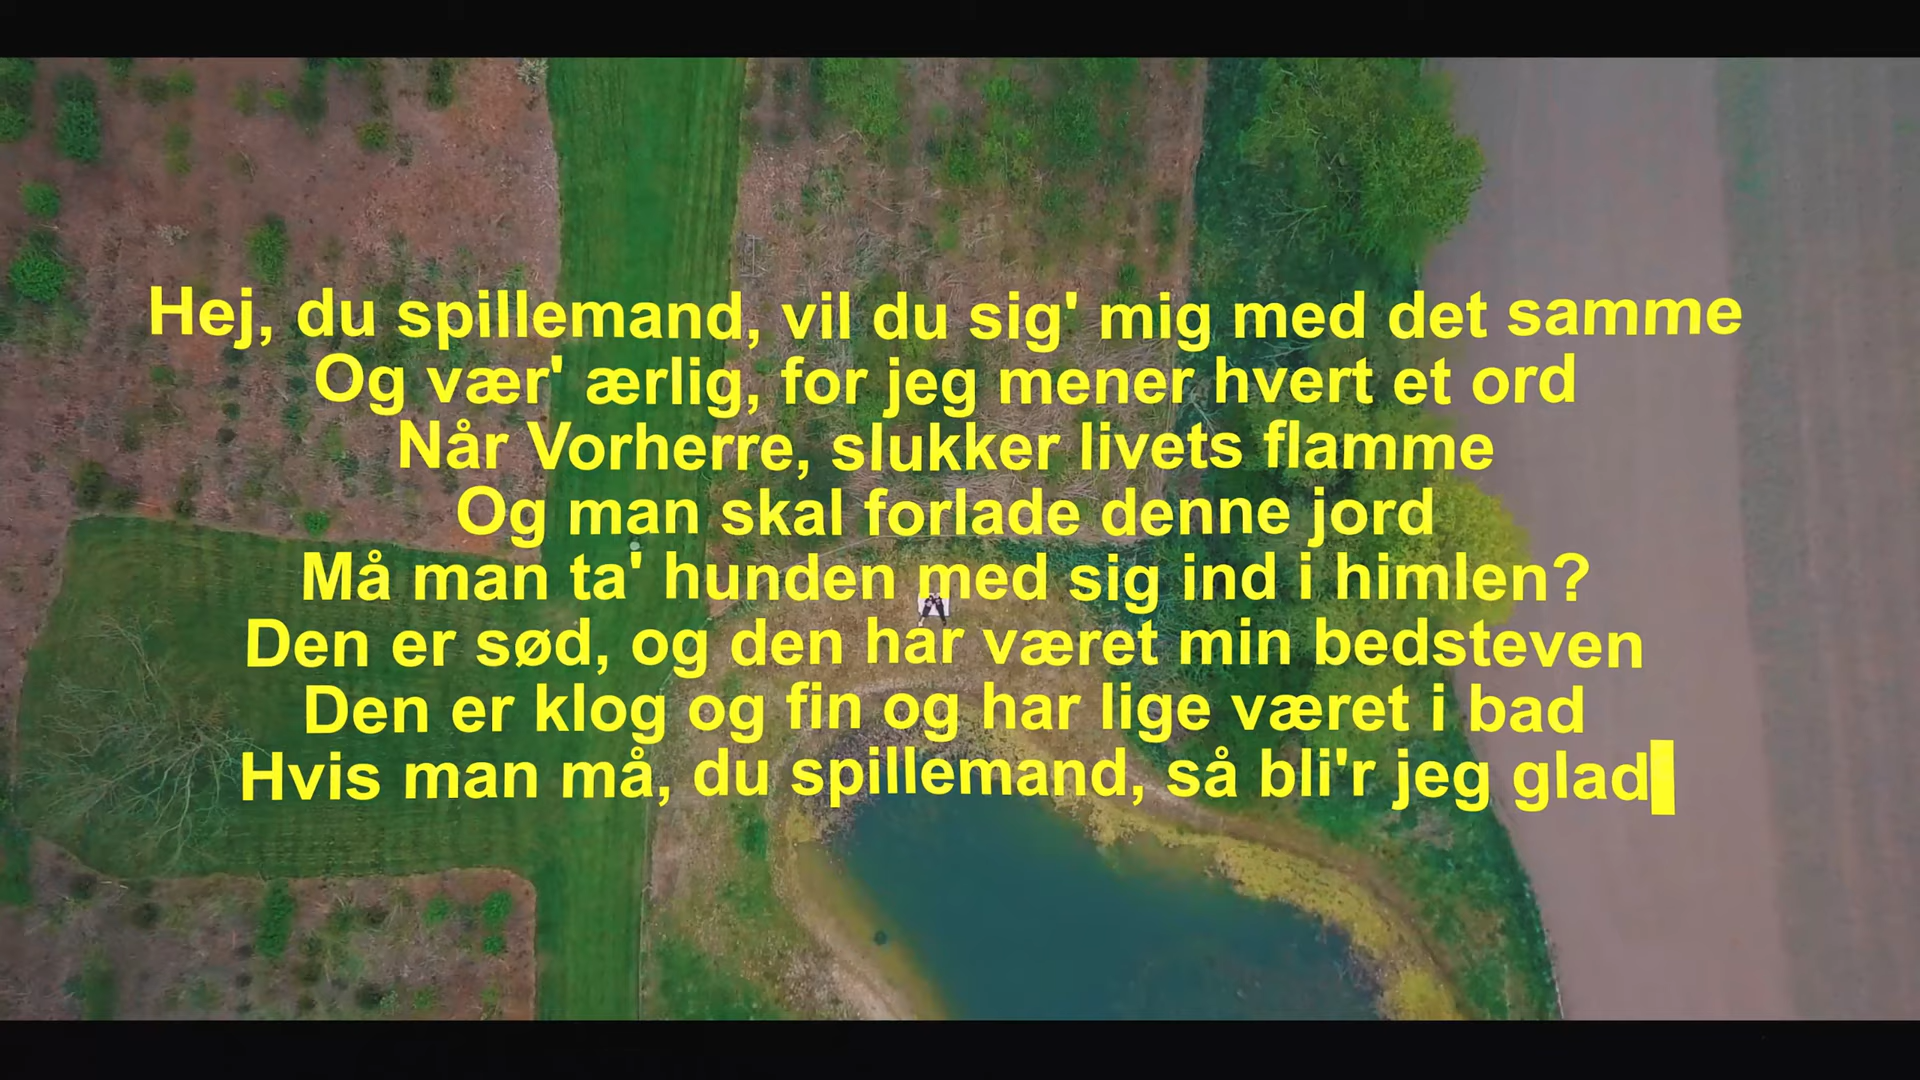 Hej, du spillemand, vil du sig' mig med det samme
Og vær' ærlig, for jeg mener hvert et ord
Når Vorherre, slukker livets flamme
Og man skal forlade denne jord
Må man ta' hunden med sig ind i himlen?
Den er sød, og den har været min bedsteven
Den er klog og fin og har lige været i bad
Hvis man må, du spillemand, så bli'r jeg glad